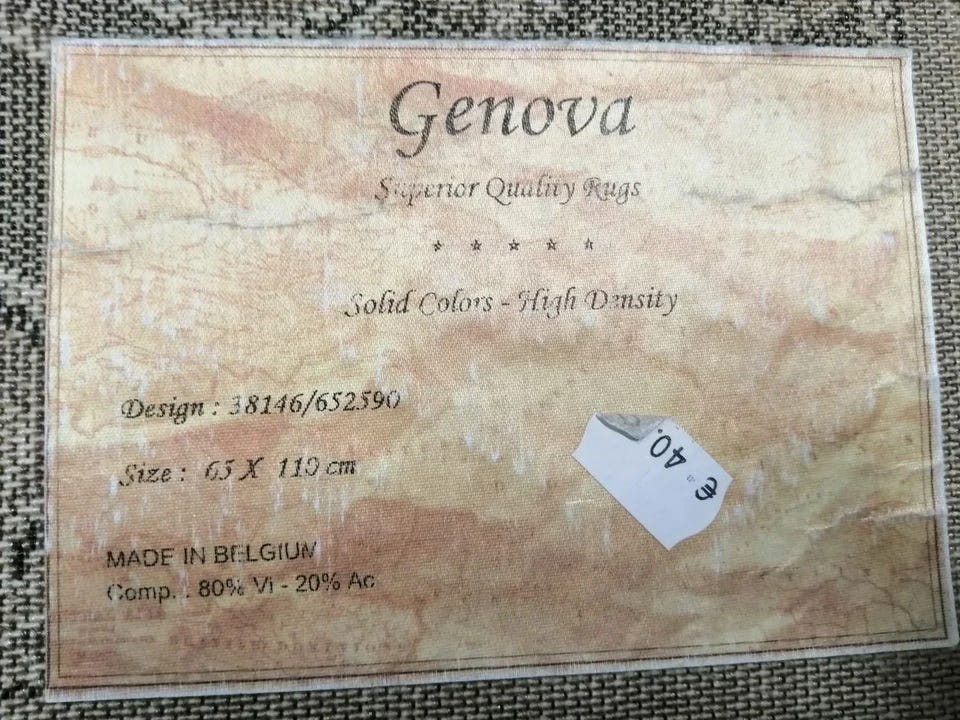 Genova
Superior Quality Rugs
Solid Colors - High Density
Design : 38146/652590
Size : 65 X 110 cm
MADE IN BELGIUM
Comp. : 80% Vi - 20% Ac
€ 40.